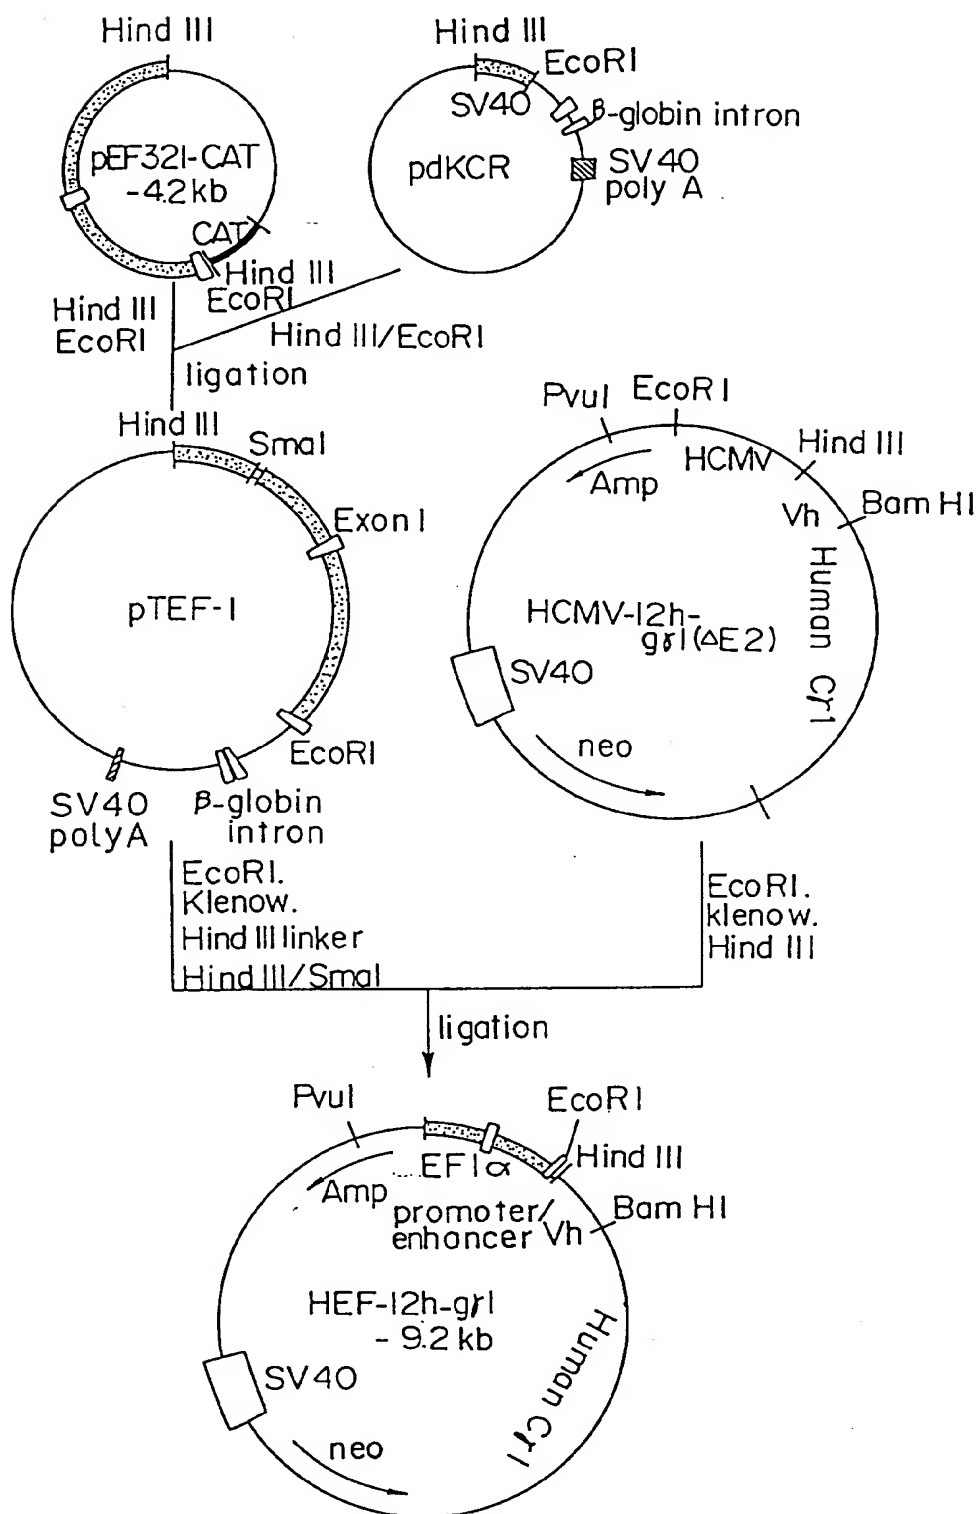 Hind III
pEF321-CAT
-4.2 kb
CAT
Hind III
EcoRI
Hind III
EcoRI
SV40
β-globin intron
pdKCR
SV40
poly A
Hind III
EcoRI
Hind III/EcoRI
ligation
Hind III
SmaI
Exon I
pTEF-1
EcoRI
β-globin
intron
SV40
polyA
PvuI
EcoRI
HCMV
Hind III
Amp
Vh
Bam HI
Human Cγ1
HCMV-12h-
gγ1(ΔE2)
SV40
neo
EcoRI.
Klenow.
Hind III linker
Hind III/SmaI
EcoRI.
klenow.
Hind III
ligation
PvuI
EcoRI
Hind III
EF1α
Amp
promoter/
enhancer
Vh
Bam HI
HEF-12h-gγ1
- 9.2 kb
Human Cγ1
SV40
neo